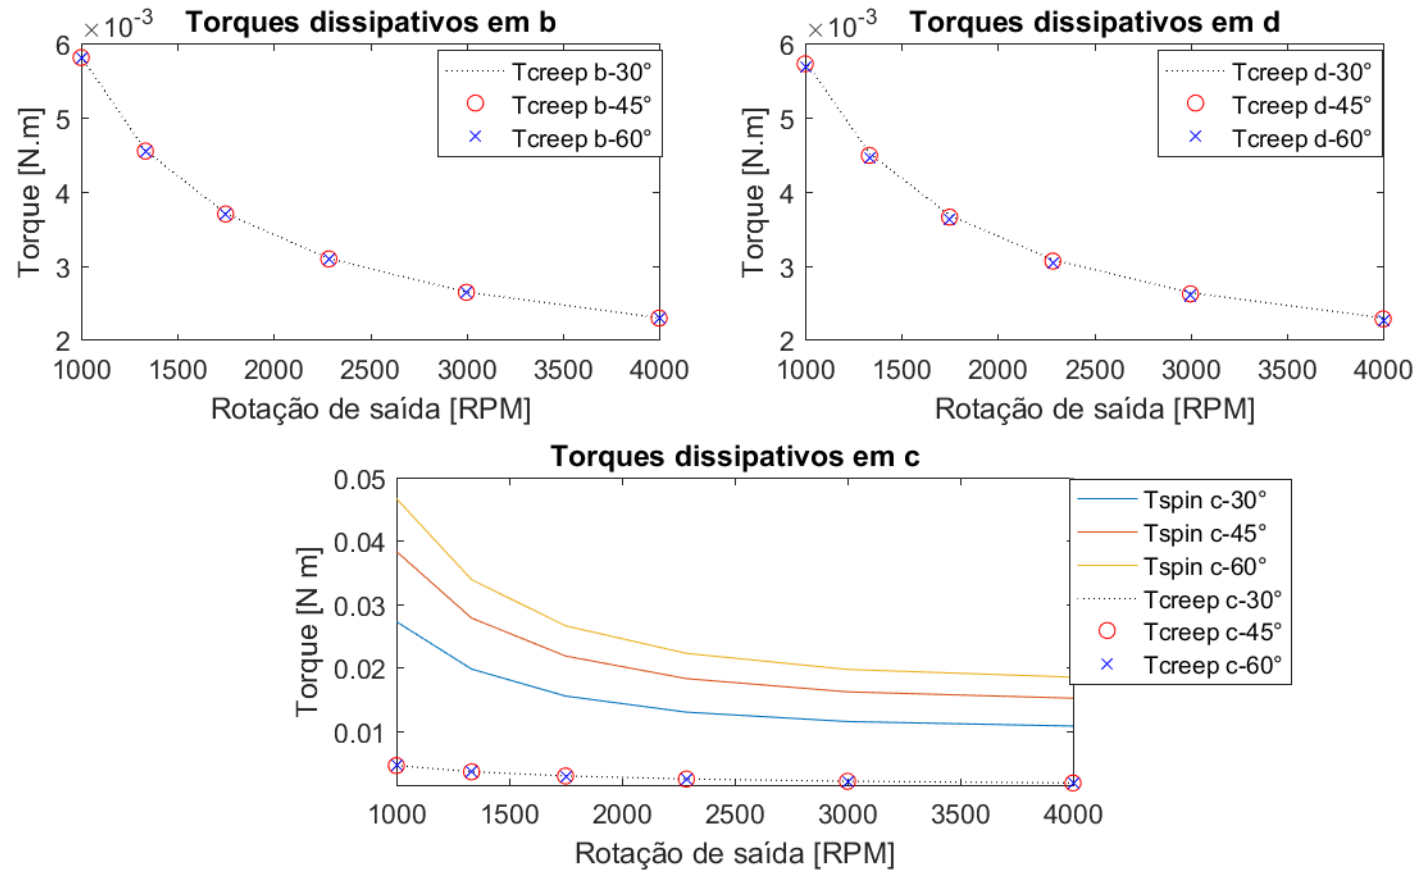 Torques dissipativos em b
×10-3
6
5
4
3
2
Torque [N.m]
1000 1500 2000 2500 3000 3500 4000
Rotação de saída [RPM]
Tcreep b-30°
Tcreep b-45°
Tcreep b-60°
Torques dissipativos em d
×10-3
6
5
4
3
2
Torque [N.m]
1000 1500 2000 2500 3000 3500 4000
Rotação de saída [RPM]
Tcreep d-30°
Tcreep d-45°
Tcreep d-60°
Torques dissipativos em c
0.05
0.04
0.03
0.02
0.01
Torque [N m]
1000 1500 2000 2500 3000 3500 4000
Rotação de saída [RPM]
Tspin c-30°
Tspin c-45°
Tspin c-60°
Tcreep c-30°
Tcreep c-45°
Tcreep c-60°